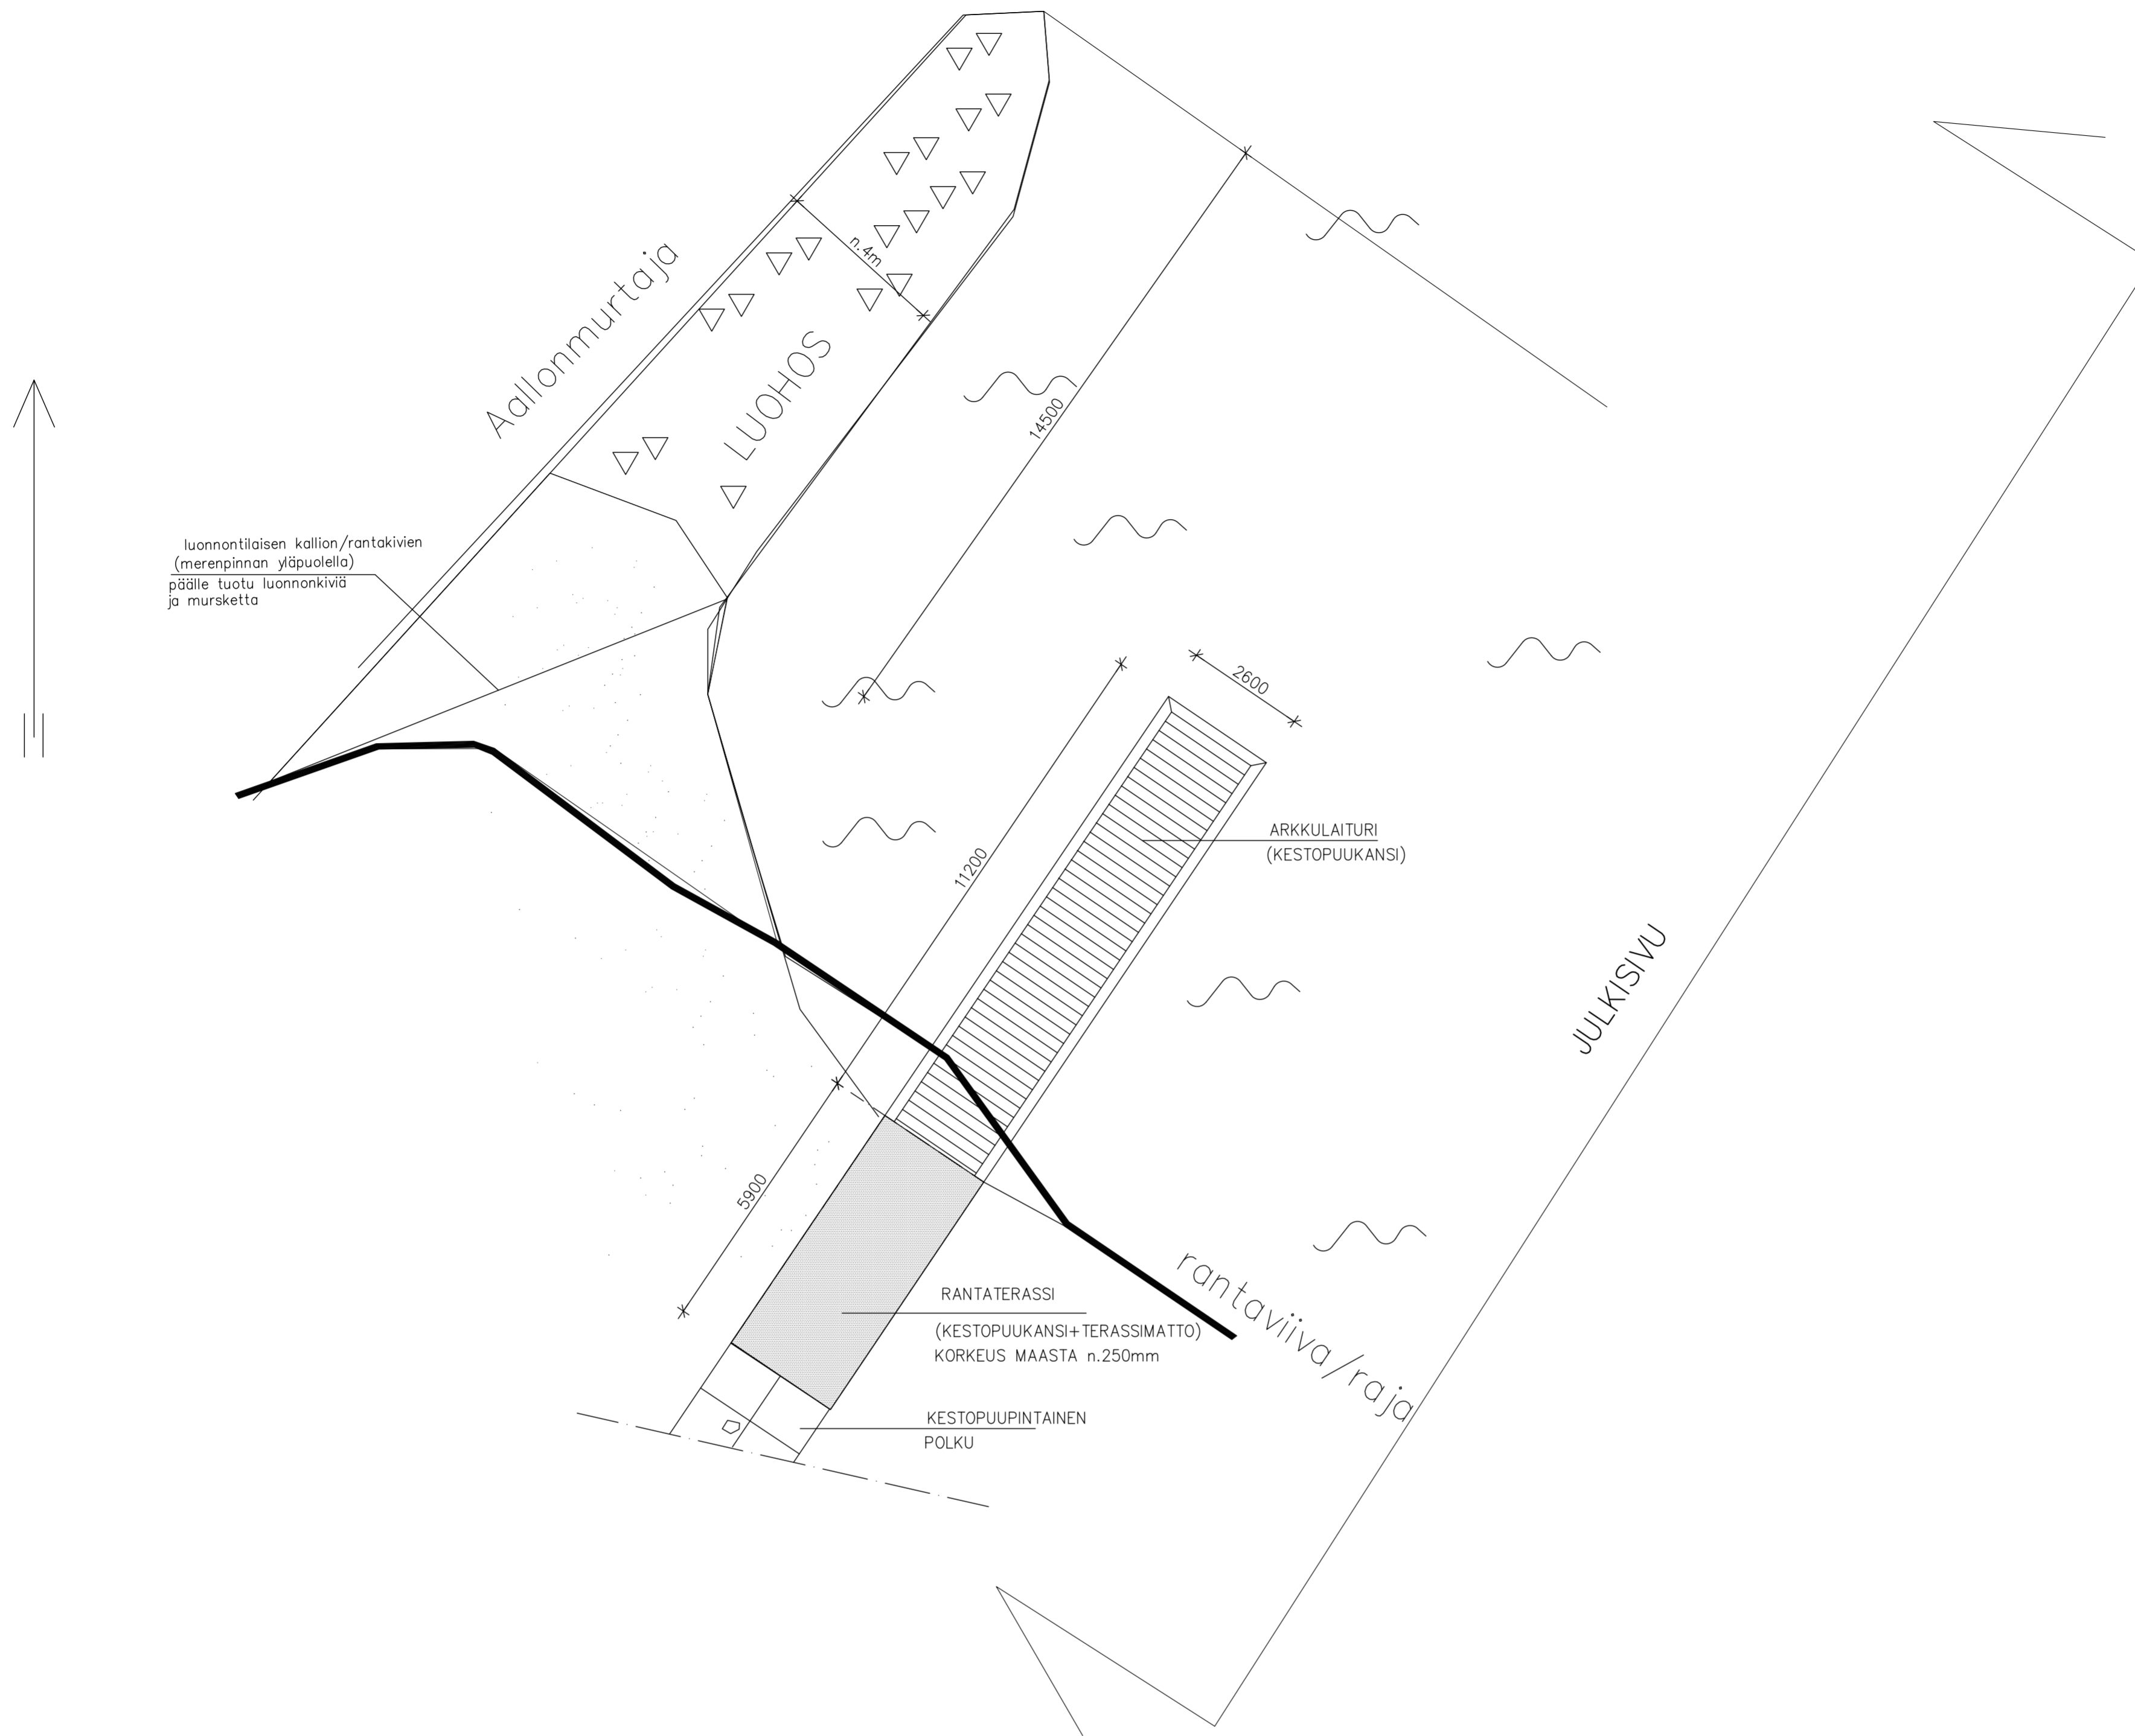 Aallonmurtaja
n.4m
LUOHOS
14500
luonnontilaisen kallion/rantakivien
(merenpinnan yläpuolella)
päälle tuotu luonnonkiviä
ja mursketta
2600
11200
ARKKULAITURI
(KESTOPUUKANSI)
JULKISIVU
5900
rantaviiva/raja
RANTATERASSI
(KESTOPUUKANSI+TERASSIMATTO)
KORKEUS MAASTA n.250mm
KESTOPUUPINTAINEN
POLKU